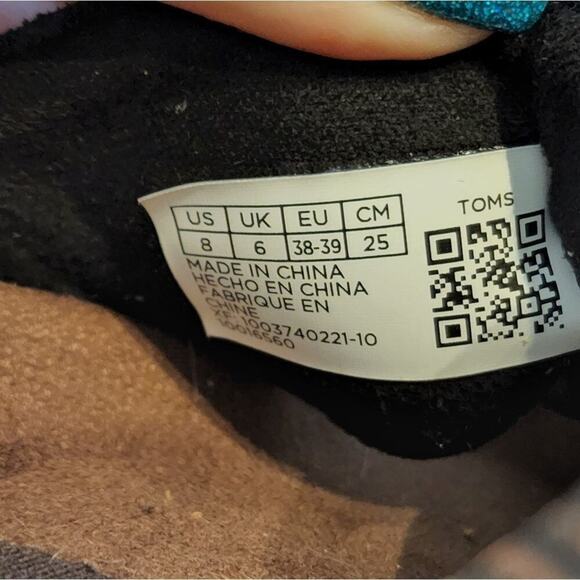 US UK EU CM
8 6 38-39 25
TOMS
MADE IN CHINA
HECHO EN CHINA
FABRIQUE EN
CHINE
1003740221-10
10016560